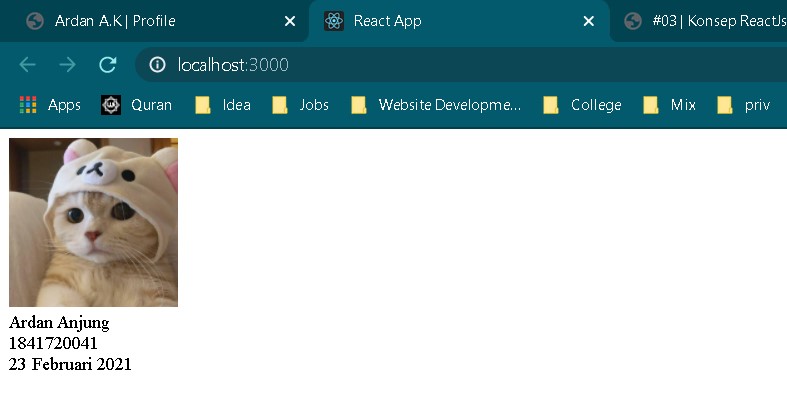 Ardan A.K | Profile
React App
#03 | Konsep ReactJs
localhost:3000
Apps
Quran
Idea
Jobs
Website Developme...
College
Mix
priv
Ardan Anjung
1841720041
23 Februari 2021